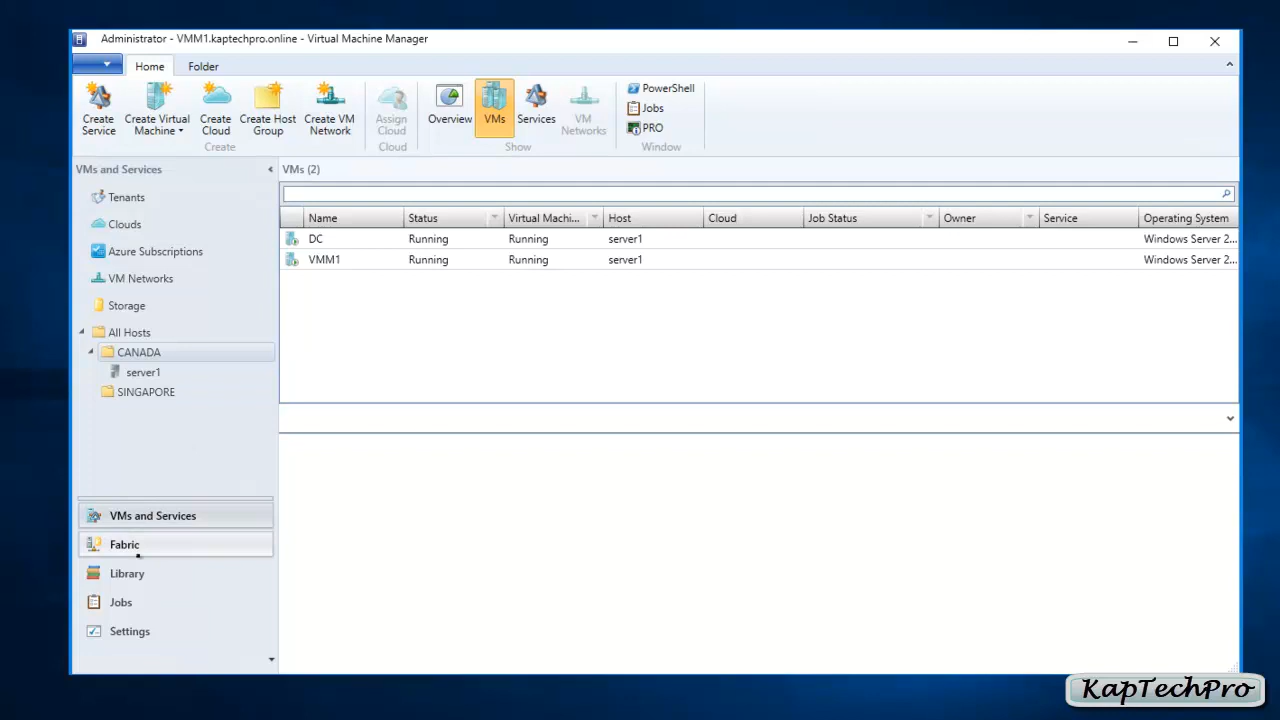 Administrator - VMM1.kaptechpro.online - Virtual Machine Manager
Home Folder
Create Service
Create Virtual Machine
Create Cloud
Create Host Group
Create VM Network
Assign Cloud
Overview
VMs
Services
VM Networks
PowerShell
Jobs
PRO
Create
Cloud
Show
Window
VMs and Services
Tenants
Clouds
Azure Subscriptions
VM Networks
Storage
All Hosts
CANADA
server1
SINGAPORE
VMs and Services
Fabric
Library
Jobs
Settings
VMs (2)
Name Status Virtual Machi... Host Cloud Job Status Owner Service Operating System
DC Running Running server1 Windows Server 2...
VMM1 Running Running server1 Windows Server 2...
KapTechPro